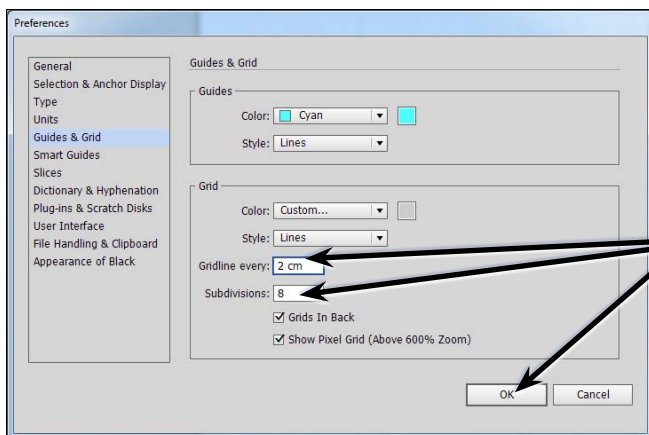 Preferences
General
Selection & Anchor Display
Type
Units
Guides & Grid
Smart Guides
Slices
Dictionary & Hyphenation
Plug-ins & Scratch Disks
User Interface
File Handling & Clipboard
Appearance of Black
Guides & Grid
Guides
Color: Cyan
Style: Lines
Grid
Color: Custom...
Style: Lines
Gridline every: 2 cm
Subdivisions: 8
Grids In Back
Show Pixel Grid (Above 600% Zoom)
OK Cancel